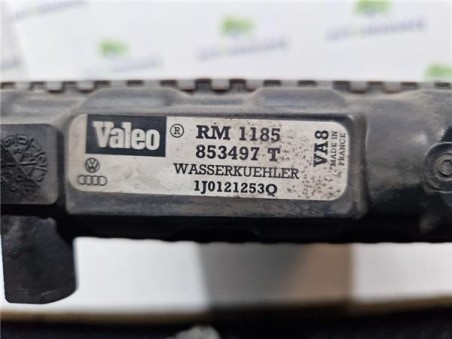 Valeo ® RM 1185
853497 T
WASSERKUEHLER
1J0121253Q
VA8
MADE IN
FRANCE